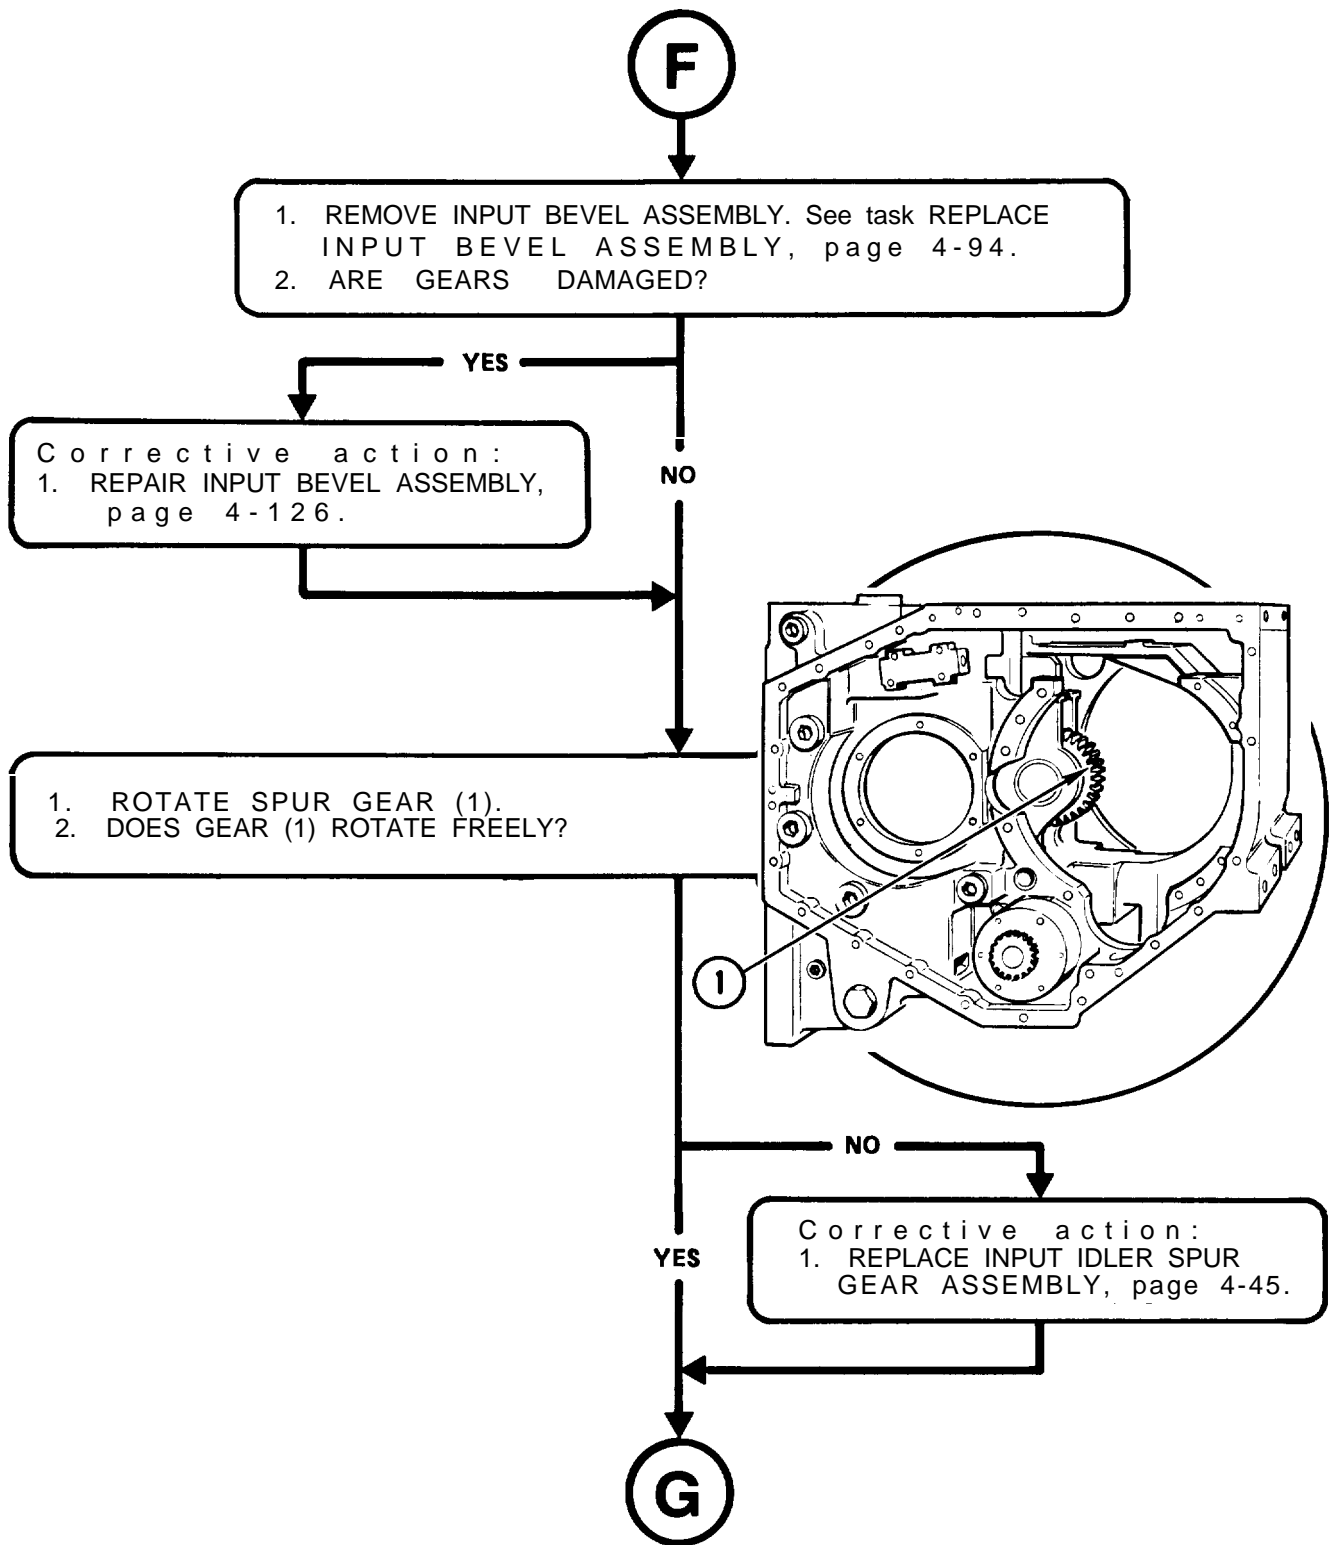 F
1. REMOVE INPUT BEVEL ASSEMBLY. See task REPLACE
INPUT BEVEL ASSEMBLY, page 4-94.
2. ARE GEARS DAMAGED?
YES
Corrective action:
1. REPAIR INPUT BEVEL ASSEMBLY,
page 4-126.
NO
1. ROTATE SPUR GEAR (1).
2. DOES GEAR (1) ROTATE FREELY?
1
NO
Corrective action:
1. REPLACE INPUT IDLER SPUR
GEAR ASSEMBLY, page 4-45.
YES
G